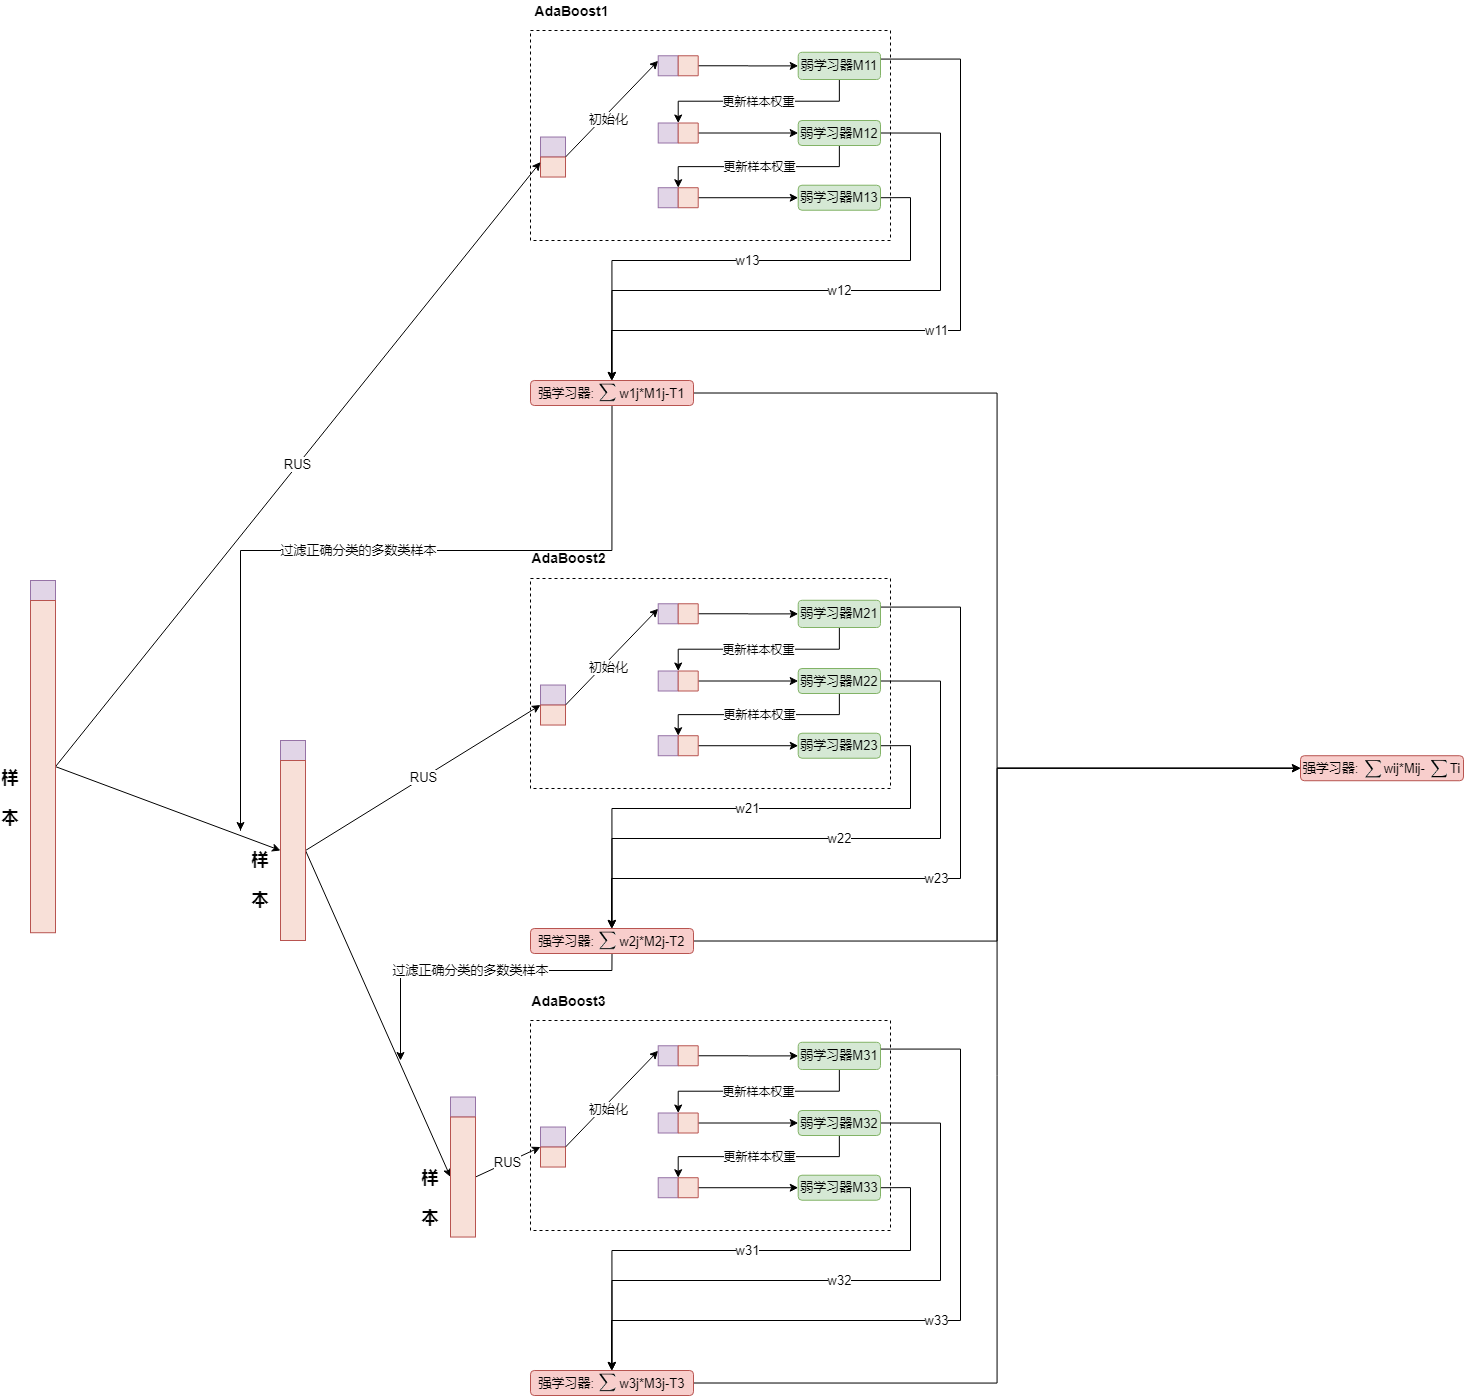 AdaBoost1
弱学习器M11
更新样本权重
初始化
弱学习器M12
更新样本权重
弱学习器M13
w13
w12
w11
强学习器: ∑ w1j*M1j-T1
RUS
过滤正确分类的多数类样本
AdaBoost2
弱学习器M21
更新样本权重
初始化
弱学习器M22
更新样本权重
弱学习器M23
RUS
样
本
w21
w22
w23
强学习器: ∑wij*Mij- ∑ Ti
样
本
强学习器: ∑ w2j*M2j-T2
过滤正确分类的多数类样本
AdaBoost3
弱学习器M31
更新样本权重
初始化
弱学习器M32
更新样本权重
弱学习器M33
RUS
样
本
w31
w32
w33
强学习器: ∑ w3j*M3j-T3